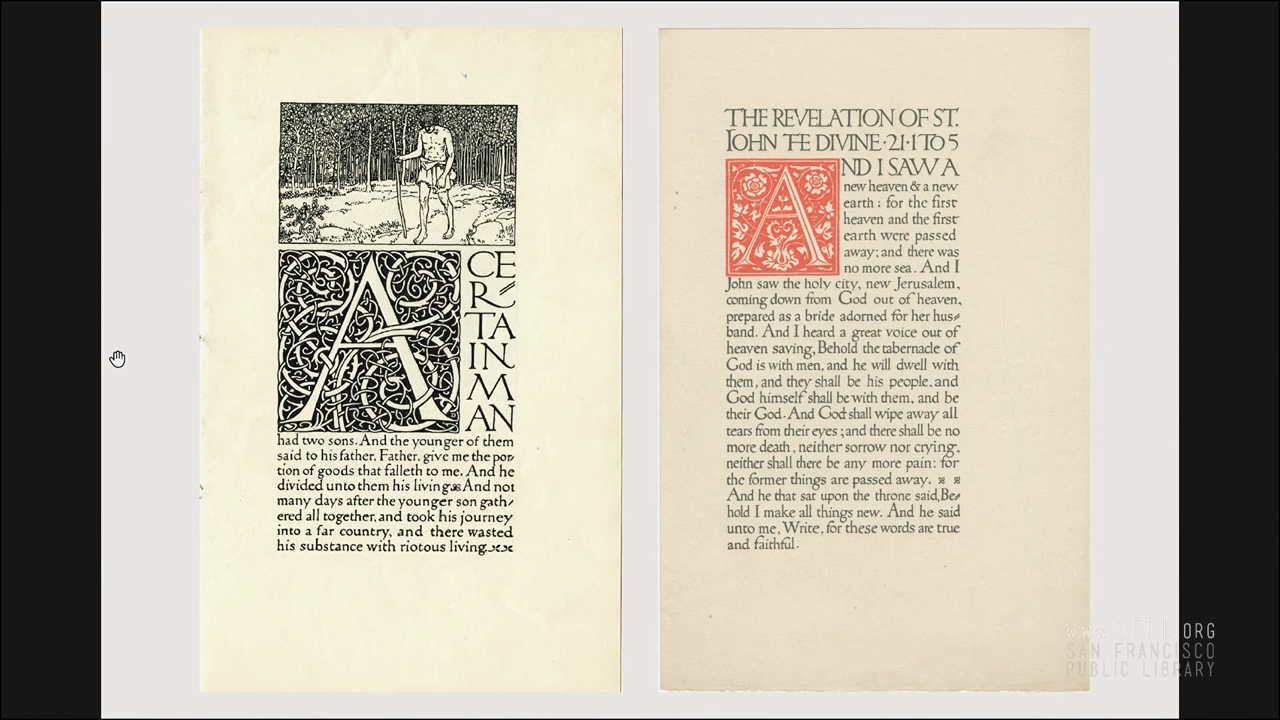 A CE
R-
TA
IN
M
AN
had two sons. And the younger of them
said to his father, Father, give me the por-
tion of goods that falleth to me. And he
divided unto them his living. And not
many days after the younger son gath-
ered all together, and took his journey
into a far country, and there wasted
his substance with riotous living.
THE REVELATION OF ST.
JOHN THE DIVINE·21·1 TO 5
AND I SAW A
new heaven & a new
earth : for the first
heaven and the first
earth were passed
away; and there was
no more sea. And I
John saw the holy city, new Jerusalem,
coming down from God out of heaven,
prepared as a bride adorned for her hus-
band. And I heard a great voice out of
heaven saying, Behold the tabernacle of
God is with men, and he will dwell with
them, and they shall be his people, and
God himself shall be with them, and be
their God. And God shall wipe away all
tears from their eyes ; and there shall be no
more death, neither sorrow nor crying,
neither shall there be any more pain: for
the former things are passed away.
And he that sat upon the throne said, Be-
hold I make all things new. And he said
unto me, Write, for these words are true
and faithful.
WWW.SFPL.ORG
SAN FRANCISCO
PUBLIC LIBRARY